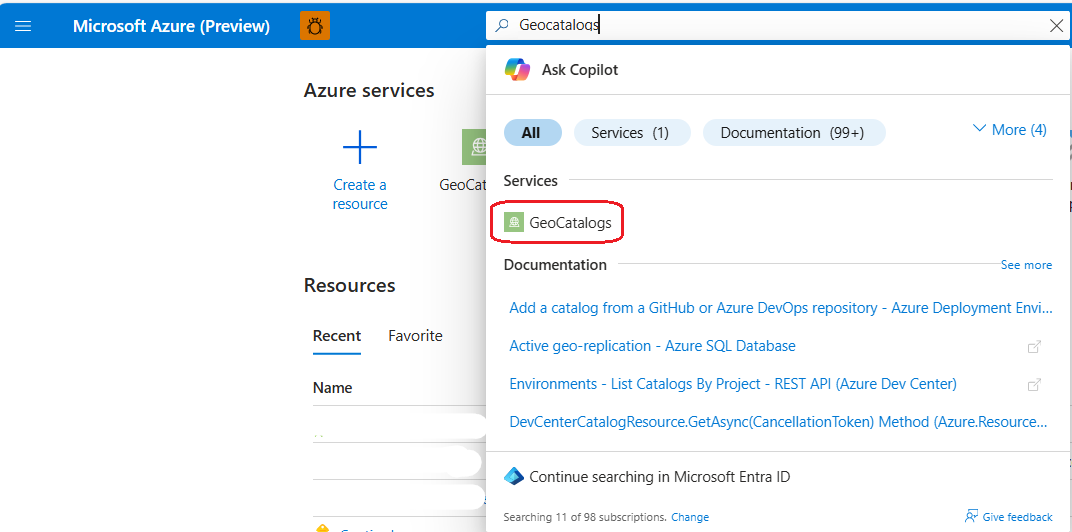 Microsoft Azure (Preview)
Geocatalogs
Ask Copilot
All
Services (1)
Documentation (99+)
More (4)
Services
GeoCatalogs
Documentation
See more
Add a catalog from a GitHub or Azure DevOps repository - Azure Deployment Envi...
Active geo-replication - Azure SQL Database
Environments - List Catalogs By Project - REST API (Azure Dev Center)
DevCenterCatalogResource.GetAsync(CancellationToken) Method (Azure.Resource...
Continue searching in Microsoft Entra ID
Searching 11 of 98 subscriptions. Change
Give feedback
Azure services
Create a
resource
GeoCat
Resources
Recent
Favorite
Name